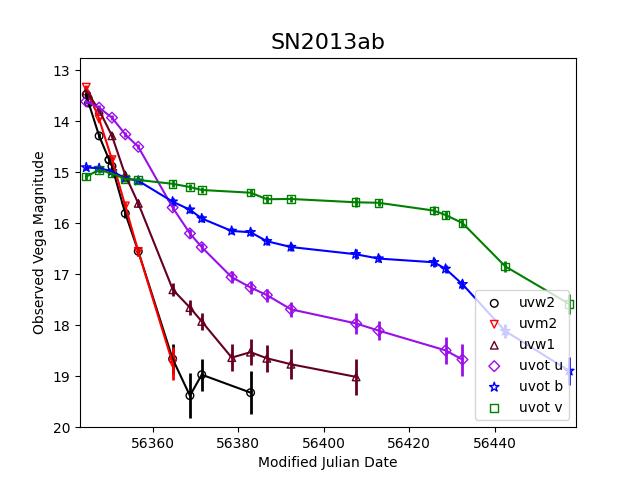 SN2013ab
13
14
15
16
17
18
19
20
Observed Vega Magnitude
56360
56380
56400
56420
56440
Modified Julian Date
uvw2
uvm2
uvw1
uvot u
uvot b
uvot v